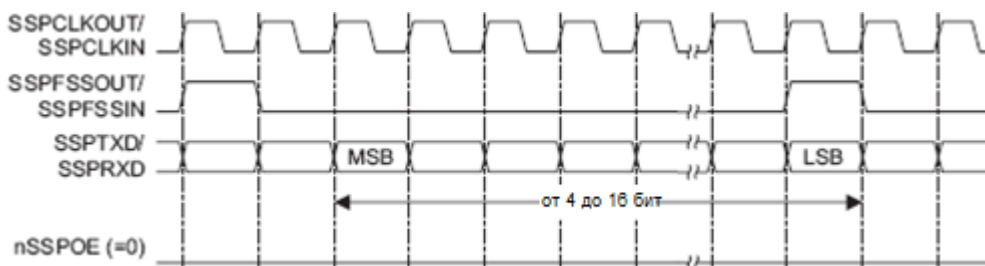 SSPCLKOUT/
SSPCLKIN
SSPFSSOUT/
SSPFSSIN
SSPTXD/
SSPRXD
MSB
LSB
от 4 до 16 бит
nSSPOE (=0)